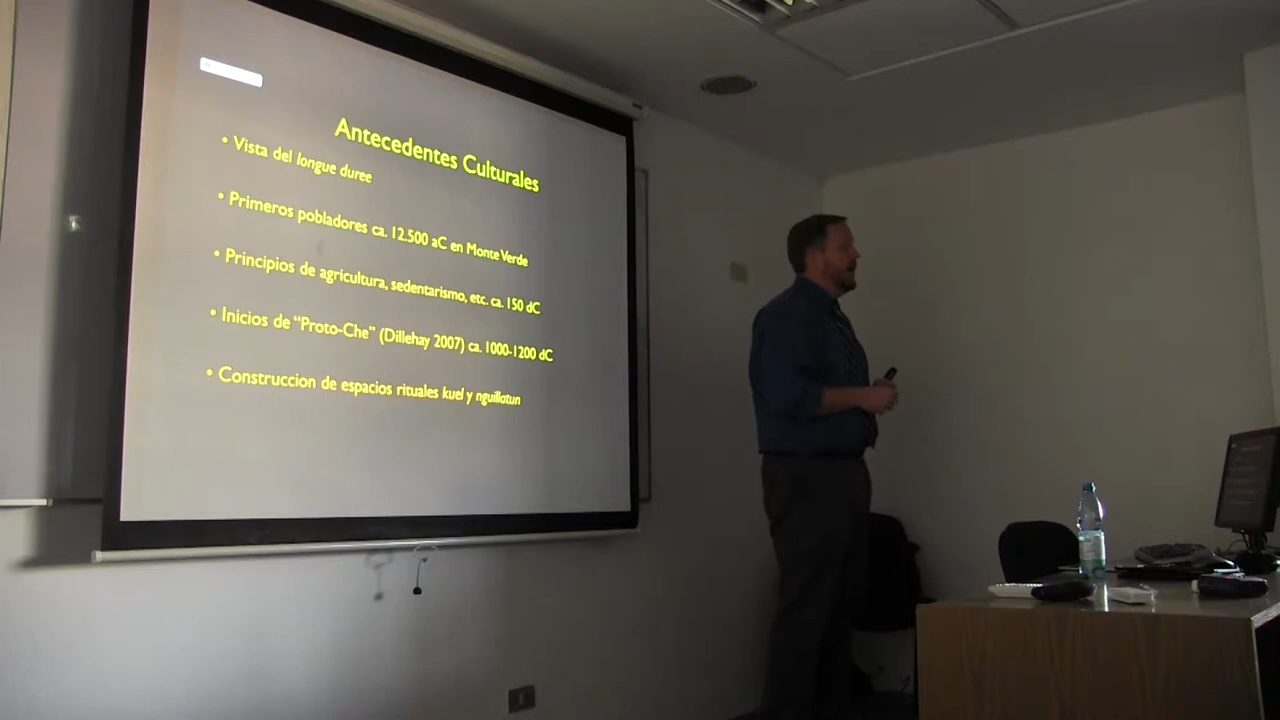 Antecedentes Culturales
• Vista del longue duree
• Primeros pobladores ca. 12.500 aC en Monte Verde
• Principios de agricultura, sedentarismo, etc. ca. 150 dC
• Inicios de “Proto-Che” (Dillehay 2007) ca. 1000-1200 dC
• Construccion de espacios rituales kuel y nguillatun